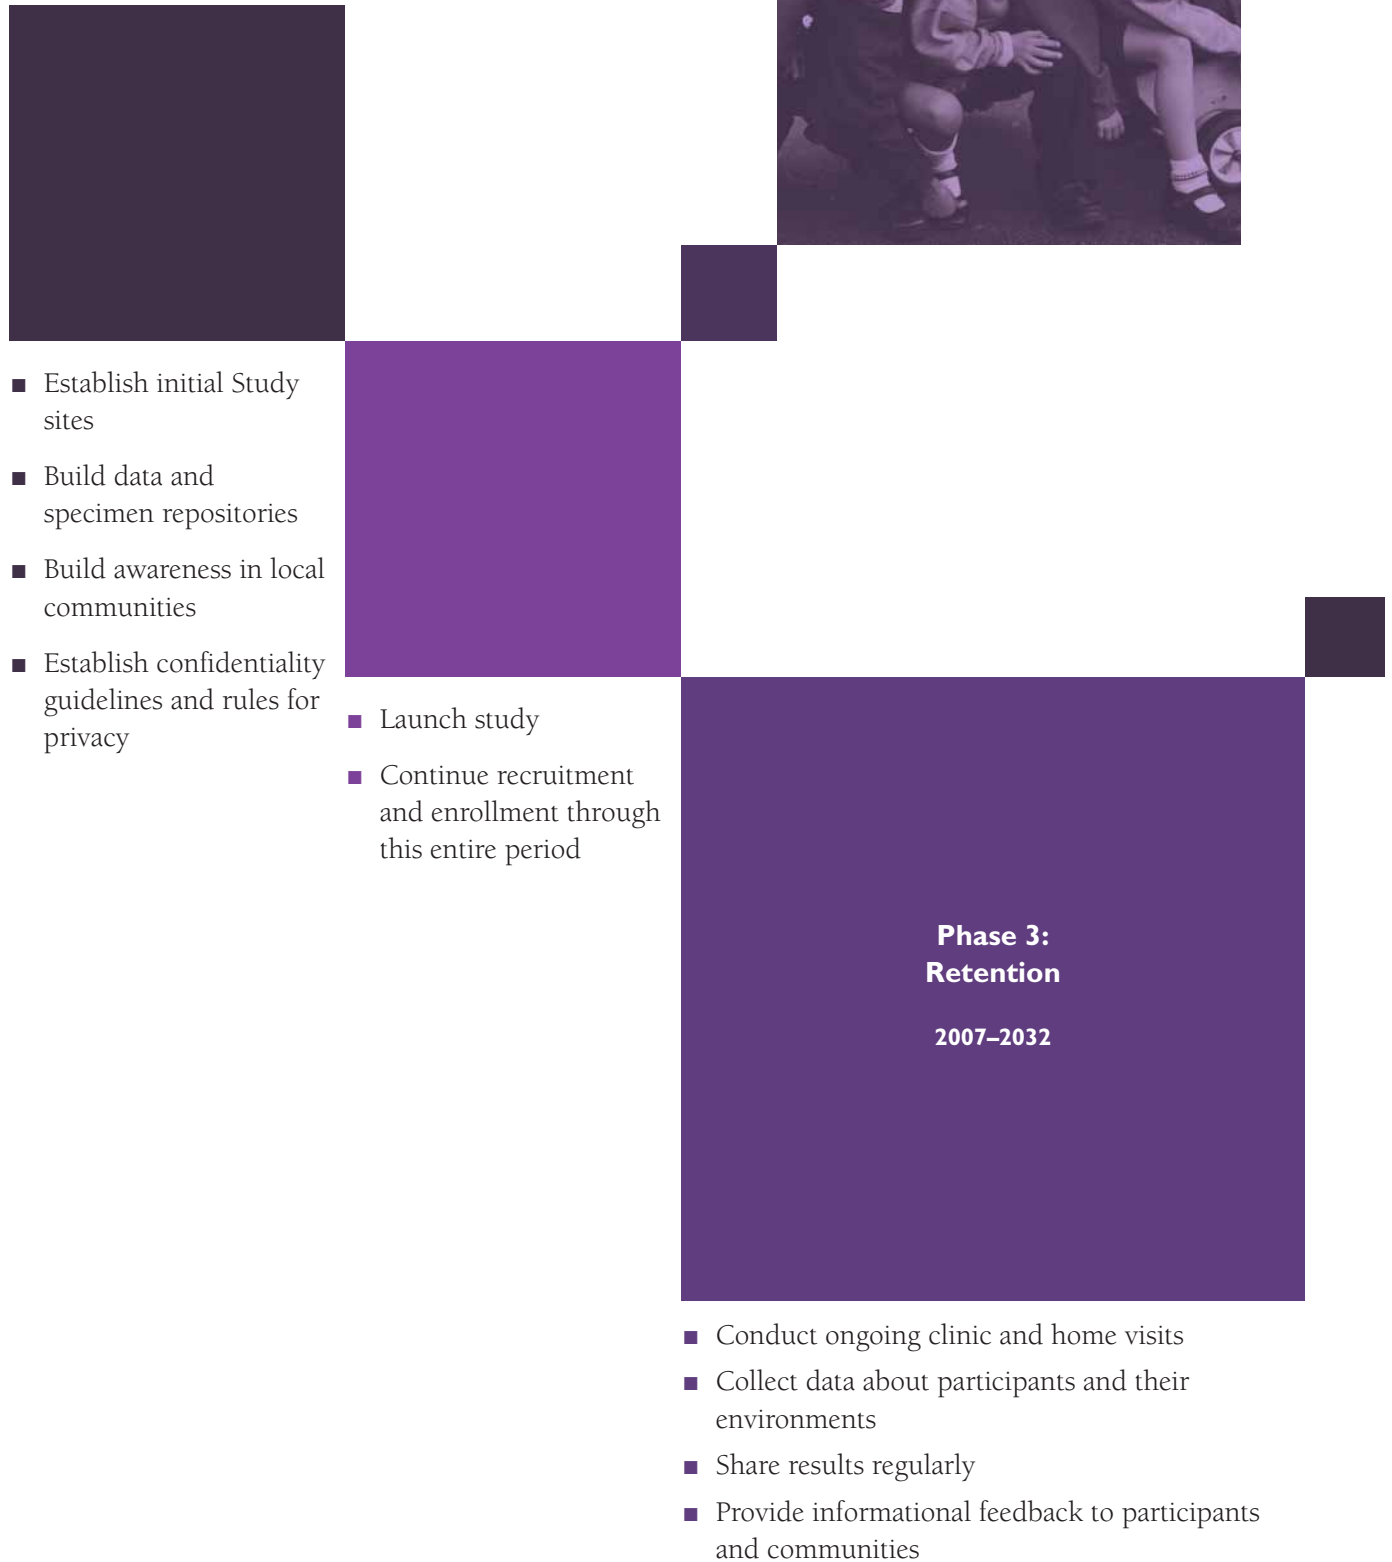 ■ Establish initial Study
sites
■ Build data and
specimen repositories
■ Build awareness in local
communities
■ Establish confidentiality
guidelines and rules for
privacy
■ Launch study
■ Continue recruitment
and enrollment through
this entire period
Phase 3:
Retention
2007–2032
■ Conduct ongoing clinic and home visits
■ Collect data about participants and their
environments
■ Share results regularly
■ Provide informational feedback to participants
and communities